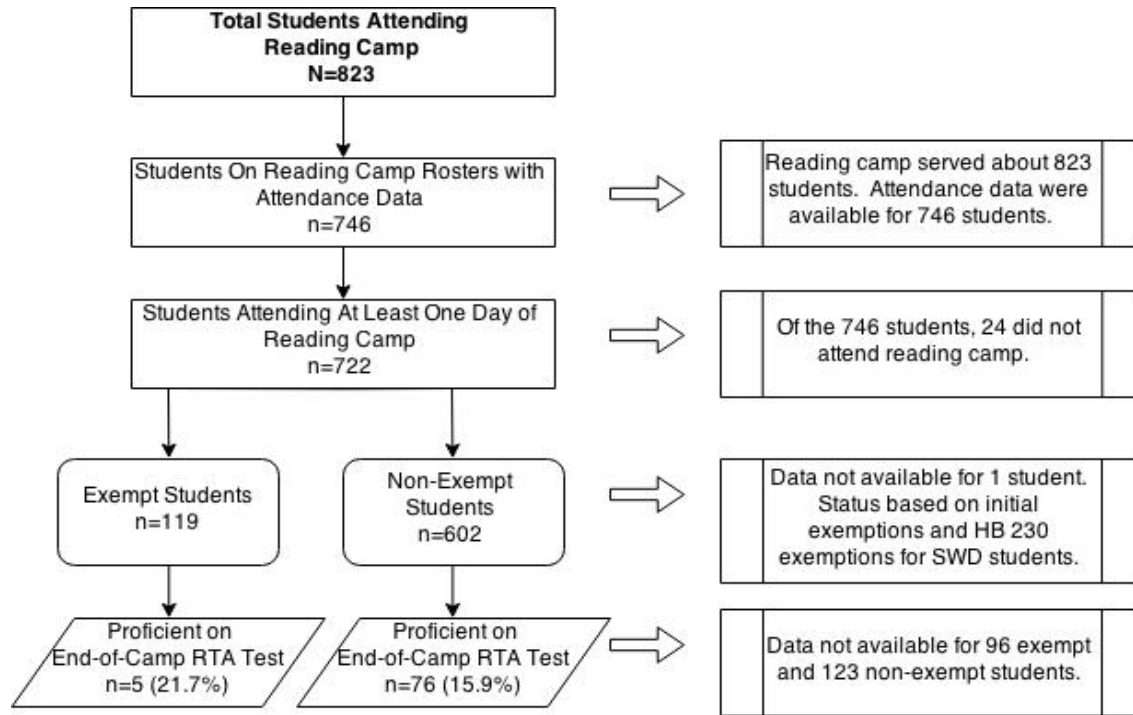 Total Students Attending
Reading Camp
N=823
Students On Reading Camp Rosters with
Attendance Data
n=746
Reading camp served about 823
students.  Attendance data were
available for 746 students.
Students Attending At Least One Day of
Reading Camp
n=722
Of the 746 students, 24 did not
attend reading camp.
Exempt Students
n=119
Non-Exempt
Students
n=602
Data not available for 1 student.
Status based on initial
exemptions and HB 230
exemptions for SWD students.
Proficient on
End-of-Camp RTA Test
n=5 (21.7%)
Proficient on
End-of-Camp RTA Test
n=76 (15.9%)
Data not available for 96 exempt
and 123 non-exempt students.